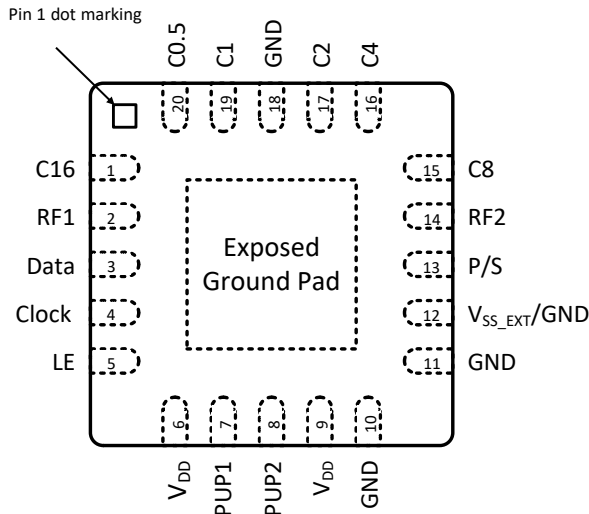 Pin 1 dot marking
C0.5
C1
GND
C2
C4
20
19
18
17
16
C16 1
RF1 2
Data 3
Clock 4
LE 5
Exposed
Ground Pad
15 C8
14 RF2
13 P/S
12 VSS_EXT/GND
11 GND
6
7
8
9
10
VDD
PUP1
PUP2
VDD
GND